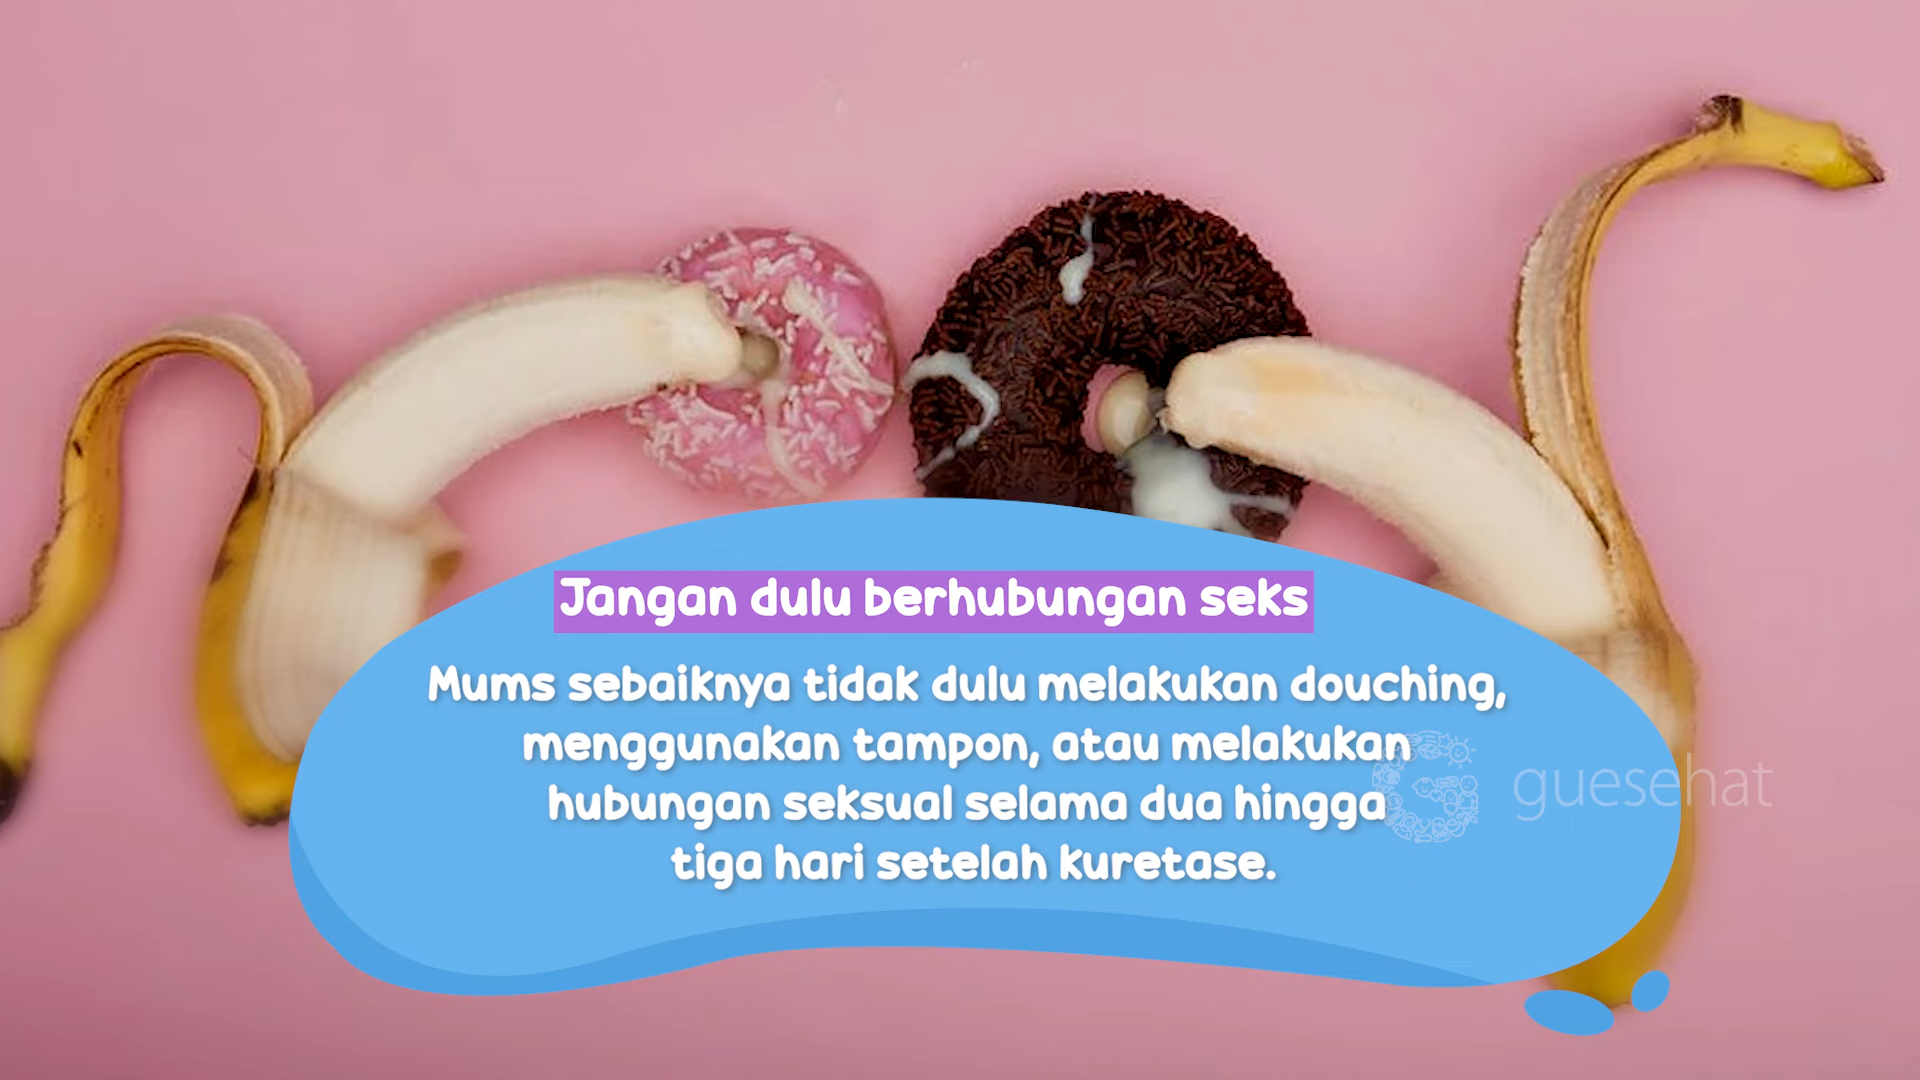 Jangan dulu berhubungan seks
Mums sebaiknya tidak dulu melakukan douching,
menggunakan tampon, atau melakukan
hubungan seksual selama dua hingga
tiga hari setelah kuretase.
guesehat